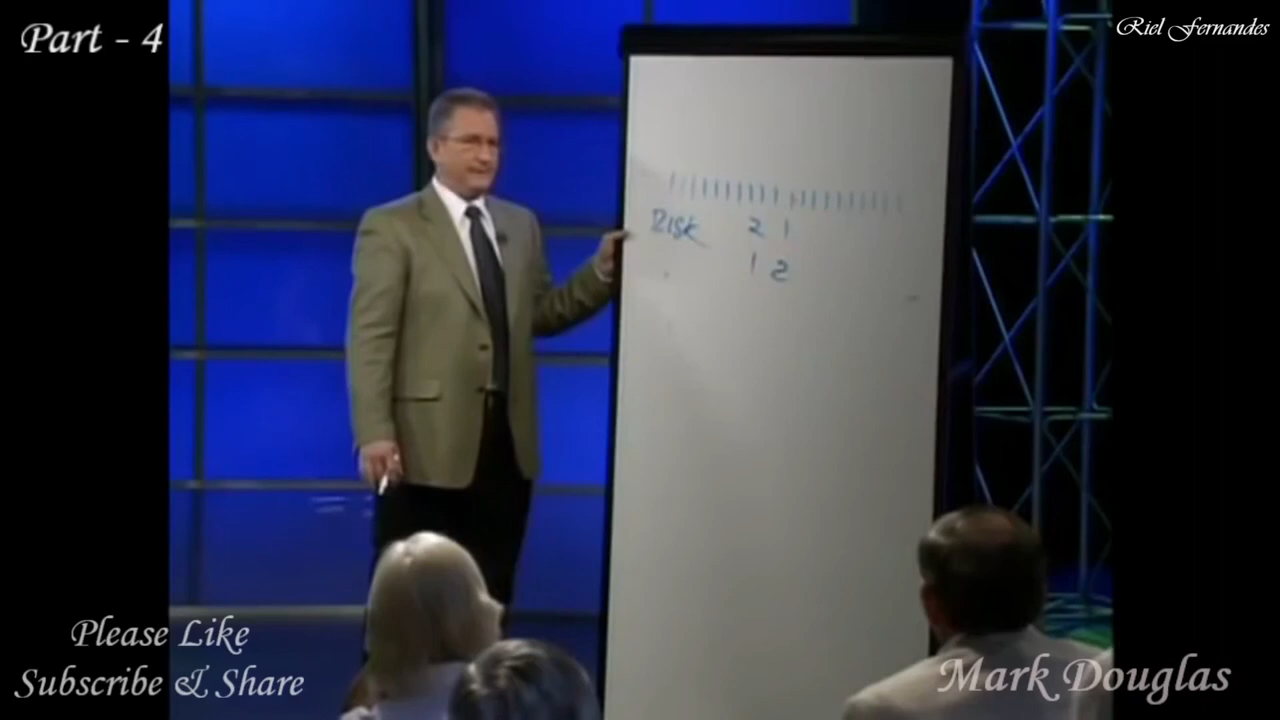 Part - 4
Riel Fernandes
Risk 2 1
1 2
Please Like
Subscribe & Share
Mark Douglas